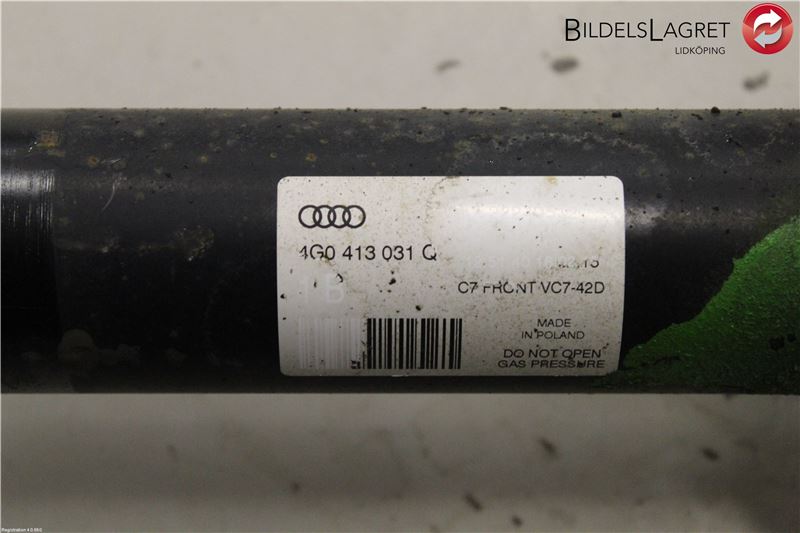 BILDELSLAGRET
LIDKÖPING
4G0 413 031 Q
B
C7 FRONT VC7-42D
MADE
IN POLAND
DO NOT OPEN
GAS PRESSURE